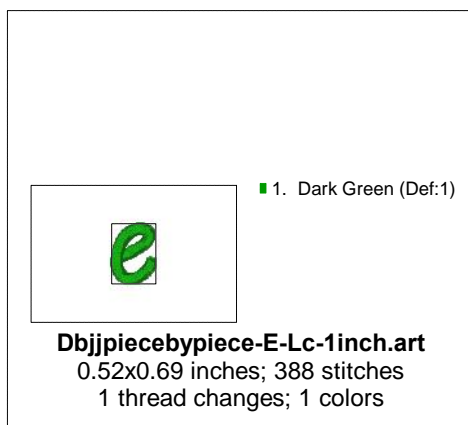 1. Dark Green (Def:1)
e
Dbjjpiecebypiece-E-Lc-1inch.art
0.52x0.69 inches; 388 stitches
1 thread changes; 1 colors